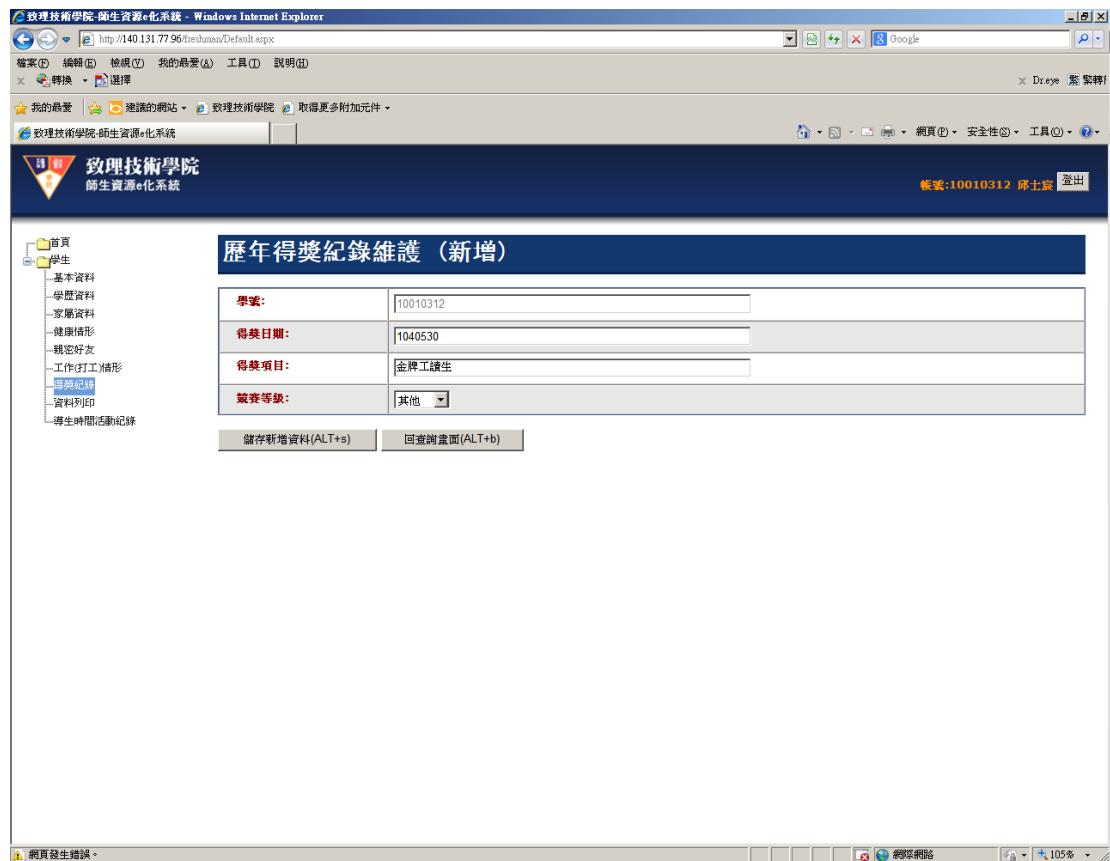 致理技術學院-師生資源e化系統 - Windows Internet Explorer
http://140.131.77.96/freshman/Default.aspx
Google
檔案(F) 編輯(E) 檢視(V) 我的最愛(A) 工具(T) 說明(H)
x 轉換 選擇
x Dr.eye 繁 繁轉
我的最愛 建議的網站 致理技術學院 取得更多附加元件
致理技術學院-師生資源e化系統
網頁(P) 安全性(S) 工具(O)
致理技術學院
師生資源e化系統
帳號:10010312 邱士宸 登出
首頁
學生
基本資料
學歷資料
家屬資料
健康情形
親密好友
工作(打工)情形
得獎紀錄
資料列印
導生時間活動紀錄
歷年得獎紀錄維護 (新增)
學號: 10010312
得獎日期: 1040530
得獎項目: 金牌工讀生
競賽等級: 其他
儲存新增資料(ALT+s) 回查詢畫面(ALT+b)
網頁發生錯誤。
網際網路
105%